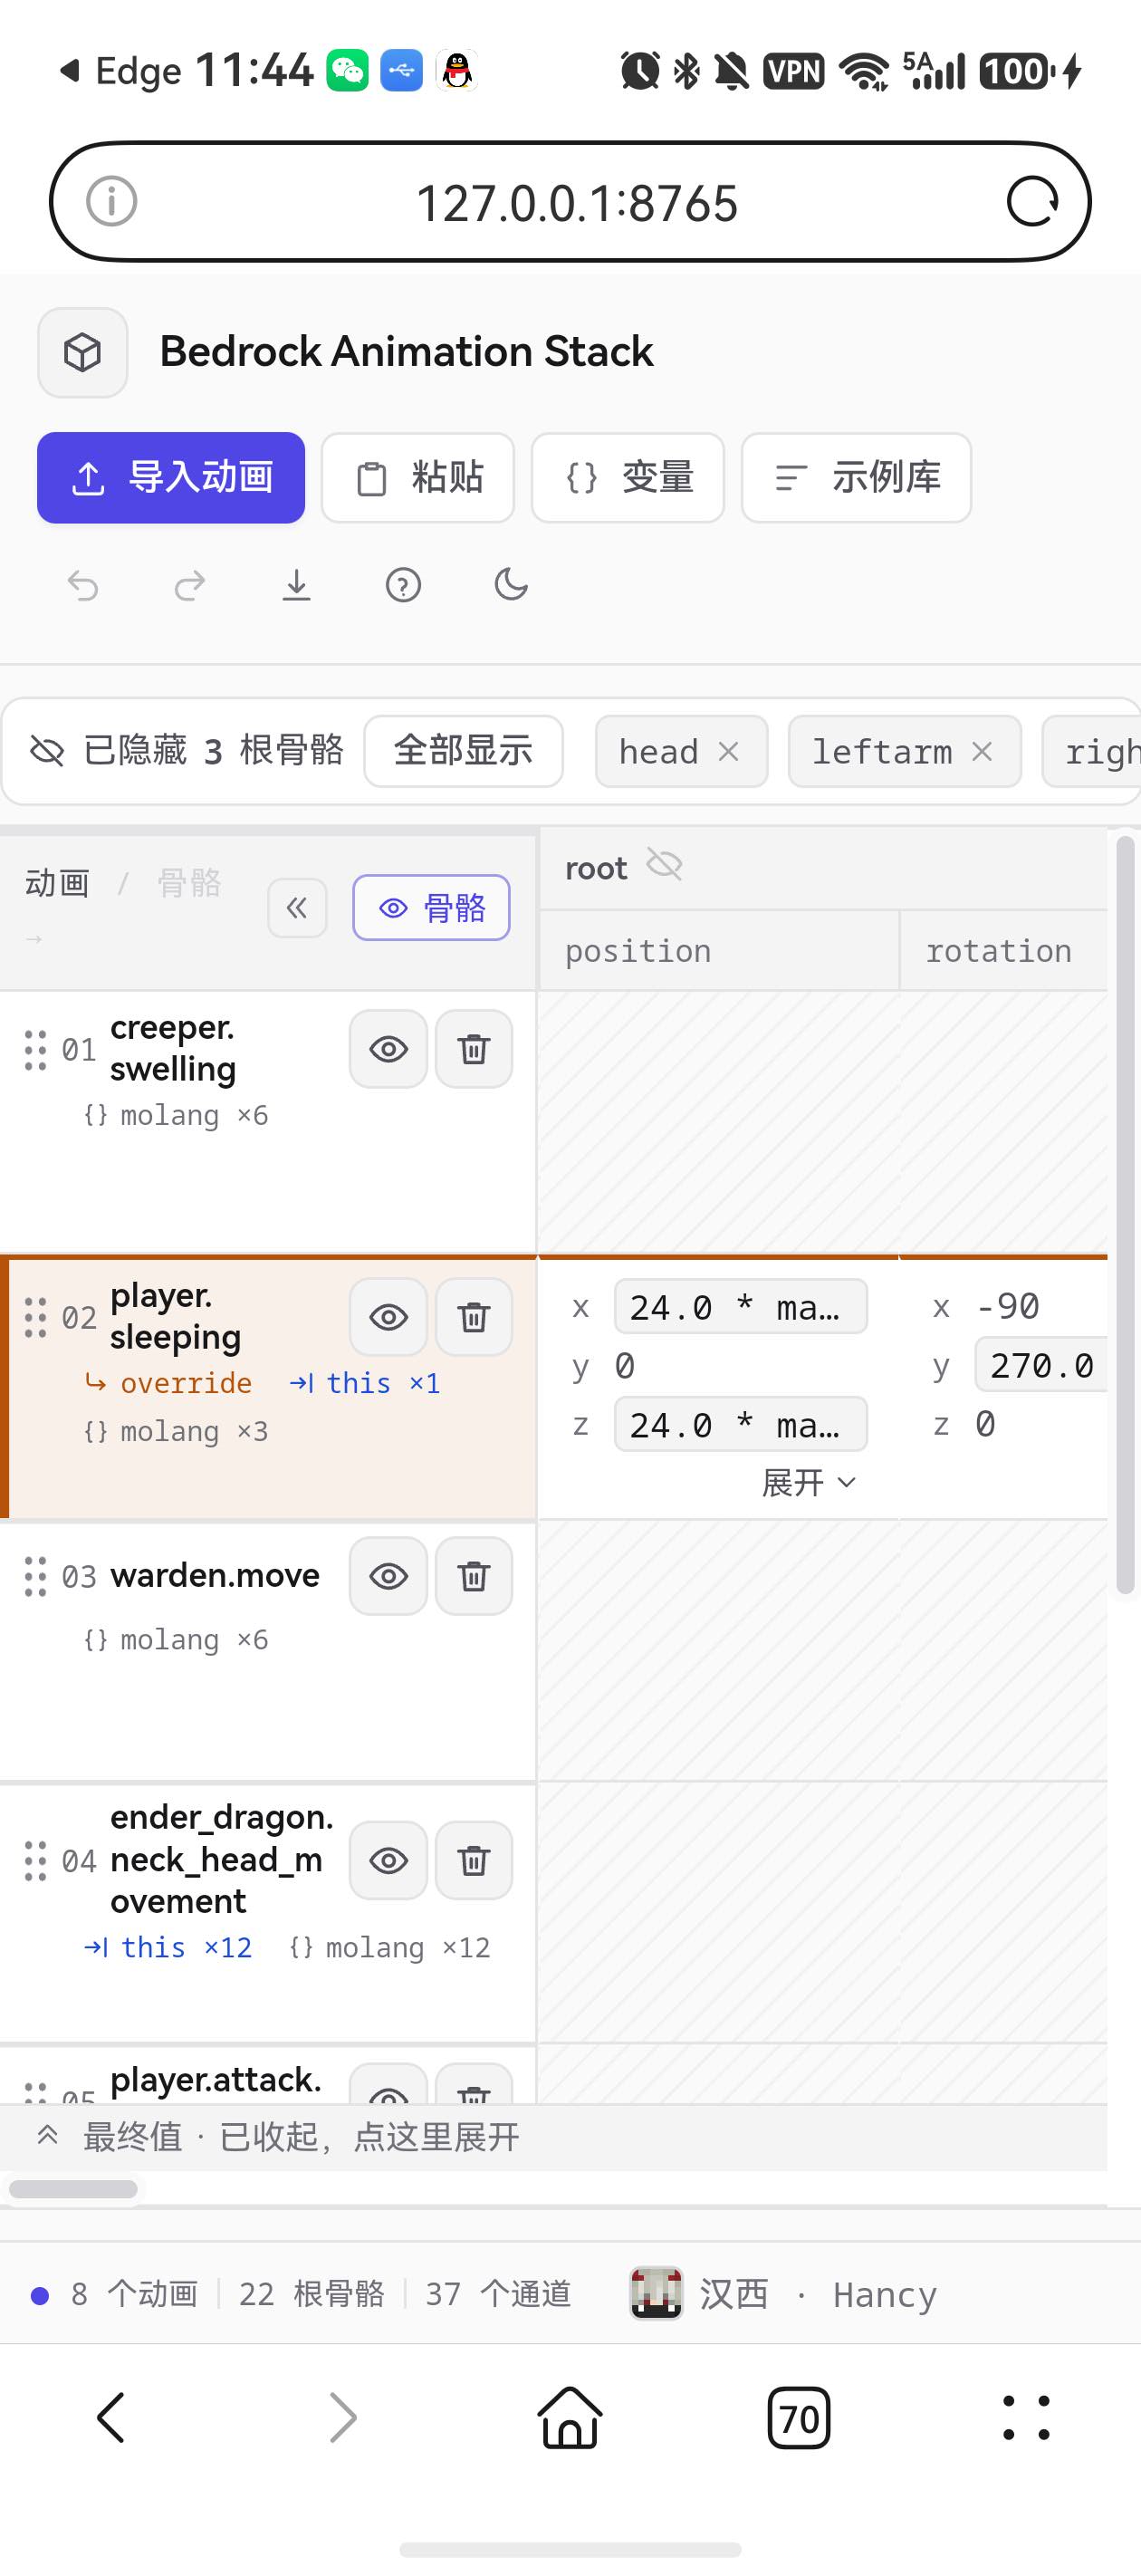 Edge 11:44 VPN 5A 100
127.0.0.1:8765
Bedrock Animation Stack
导入动画 粘贴 {} 变量 示例库
已隐藏 3 根骨骼 全部显示 head × leftarm × righ
动画 / 骨骼 → « 骨骼
root
position rotation
01 creeper.
swelling
{} molang ×6
02 player.
sleeping
override this ×1
{} molang ×3
x 24.0 * ma… x -90
y 0 y 270.0
z 24.0 * ma… z 0
展开
03 warden.move
{} molang ×6
04 ender_dragon.
neck_head_m
ovement
this ×12 {} molang ×12
05 player.attack.
最终值 · 已收起，点这里展开
8 个动画 22 根骨骼 37 个通道 汉西 · Hancy
70